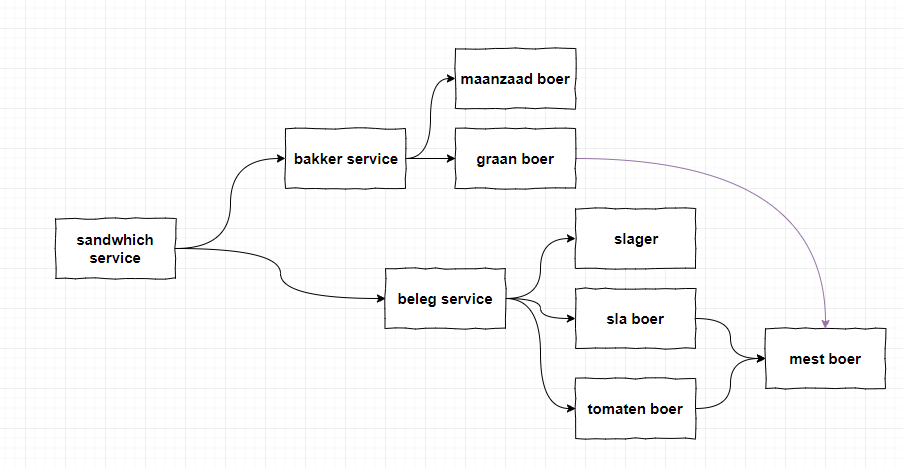 maanzaad boer
bakker service
graan boer
sandwhich
service
slager
beleg service
sla boer
mest boer
tomaten boer